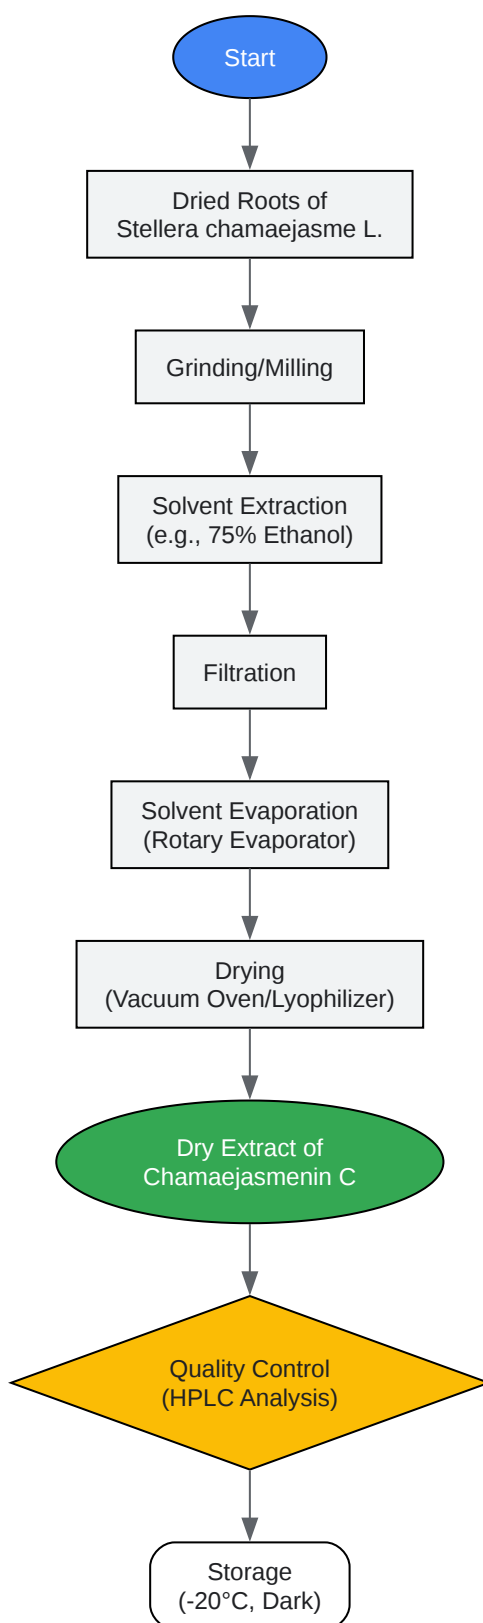 Start
Dried Roots of
Stellera chamaejasme L.
Grinding/Milling
Solvent Extraction
(e.g., 75% Ethanol)
Filtration
Solvent Evaporation
(Rotary Evaporator)
Drying
(Vacuum Oven/Lyophilizer)
Dry Extract of
Chamaejasmenin C
Quality Control
(HPLC Analysis)
Storage
(-20°C, Dark)